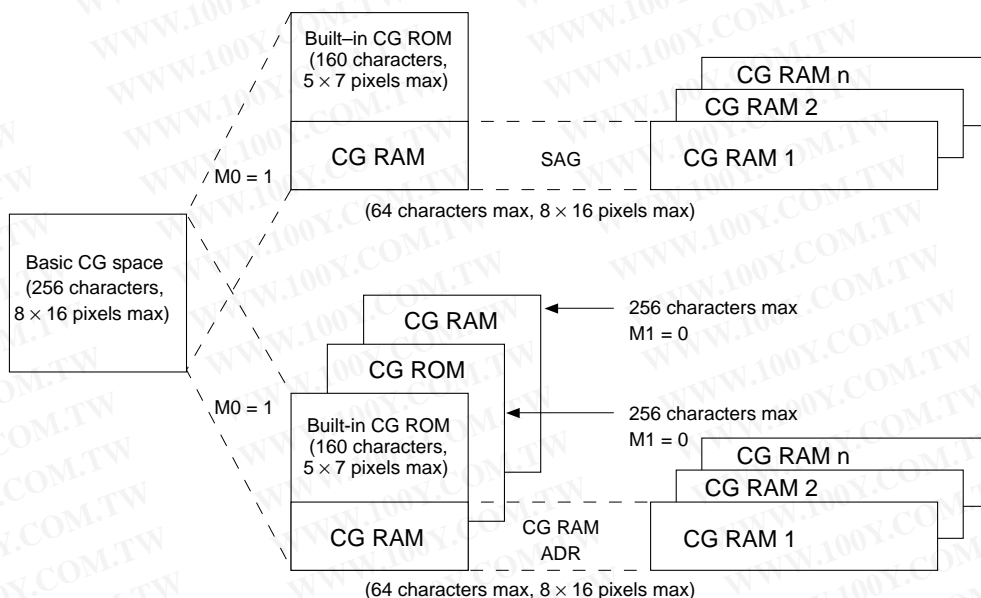 WWW.100Y.COM.TW
Built–in CG ROM
(160 characters,
5 × 7 pixels max)
CG RAM
M0 = 1
SAG
CG RAM n
CG RAM 2
CG RAM 1
(64 characters max, 8 × 16 pixels max)
Basic CG space
(256 characters,
8 × 16 pixels max)
CG RAM
256 characters max
M1 = 0
CG ROM
M0 = 1
Built-in CG ROM
(160 characters,
5 × 7 pixels max)
256 characters max
M1 = 0
CG RAM
CG RAM
ADR
CG RAM n
CG RAM 2
CG RAM 1
(64 characters max, 8 × 16 pixels max)